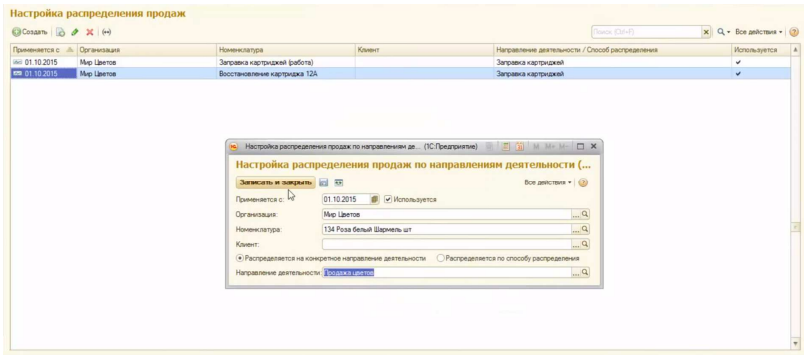 Настройка распределения продаж
Создать Поиск (Ctrl+F) Все действия
Применяется с Организация Номенклатура Клиент Направление деятельности / Способ распределения Используется
01.10.2015 Мир Цветов Заправка картриджей (работа) Заправка картриджей
01.10.2015 Мир Цветов Восстановление картриджа 12А Заправка картриджей
Настройка распределения продаж по направлениям де... (1С:Предприятие) M M+ M-
Настройка распределения продаж по направлениям деятельности (...
Записать и закрыть Все действия
Применяется с: 01.10.2015 Используется
Организация: Мир Цветов ...
Номенклатура: 134 Роза белый Шармель шт ...
Клиент: ...
Распределяется на конкретное направление деятельности Распределяется по способу распределения
Направление деятельности: Продажа цветов ...